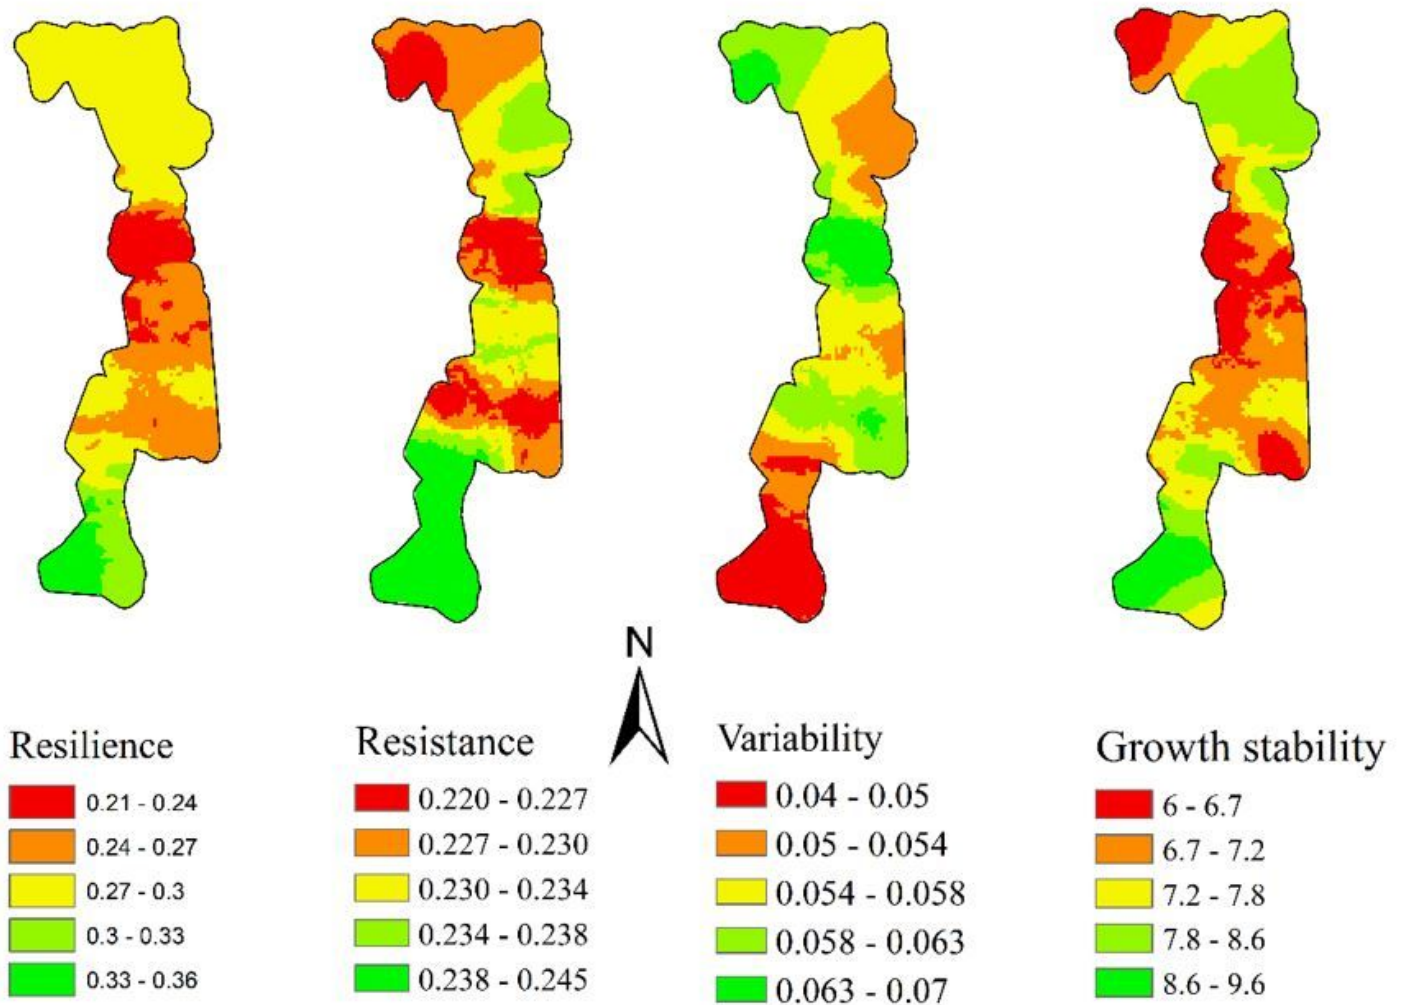 N
Resilience
0.21 - 0.24
0.24 - 0.27
0.27 - 0.3
0.3 - 0.33
0.33 - 0.36
Resistance
0.220 - 0.227
0.227 - 0.230
0.230 - 0.234
0.234 - 0.238
0.238 - 0.245
Variability
0.04 - 0.05
0.05 - 0.054
0.054 - 0.058
0.058 - 0.063
0.063 - 0.07
Growth stability
6 - 6.7
6.7 - 7.2
7.2 - 7.8
7.8 - 8.6
8.6 - 9.6